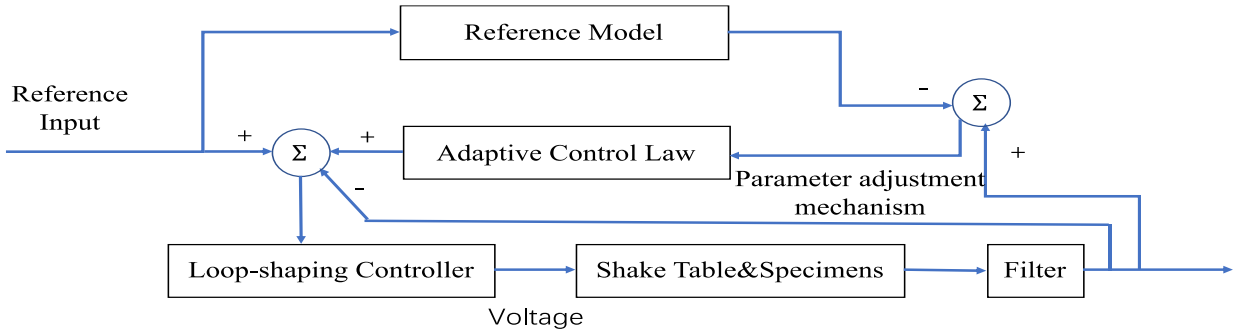 Reference Model
Reference
Input
-
Σ
+
+
Σ
Adaptive Control Law
+
Parameter adjustment
mechanism
-
Loop-shaping Controller
Shake Table&Specimens
Filter
Voltage